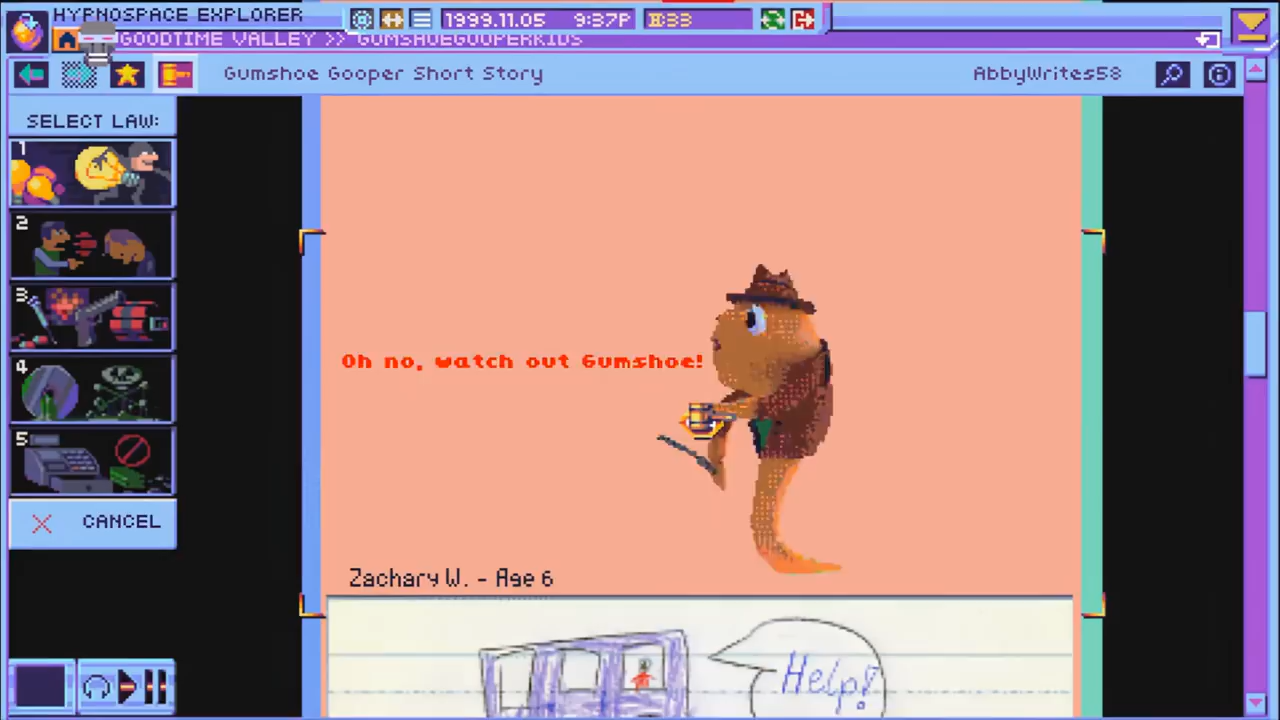 HYPNOSPACE EXPLORER
1999.11.05 9:37P
33
GOODTIME VALLEY >> GUMSHOEGOOPERKIDS
Gumshoe Gooper Short Story
AbbyWrites58
SELECT LAW:
1
2
3
4
5
CANCEL
Oh no, watch out Gumshoe!
Zachary W. - Age 6
Help!